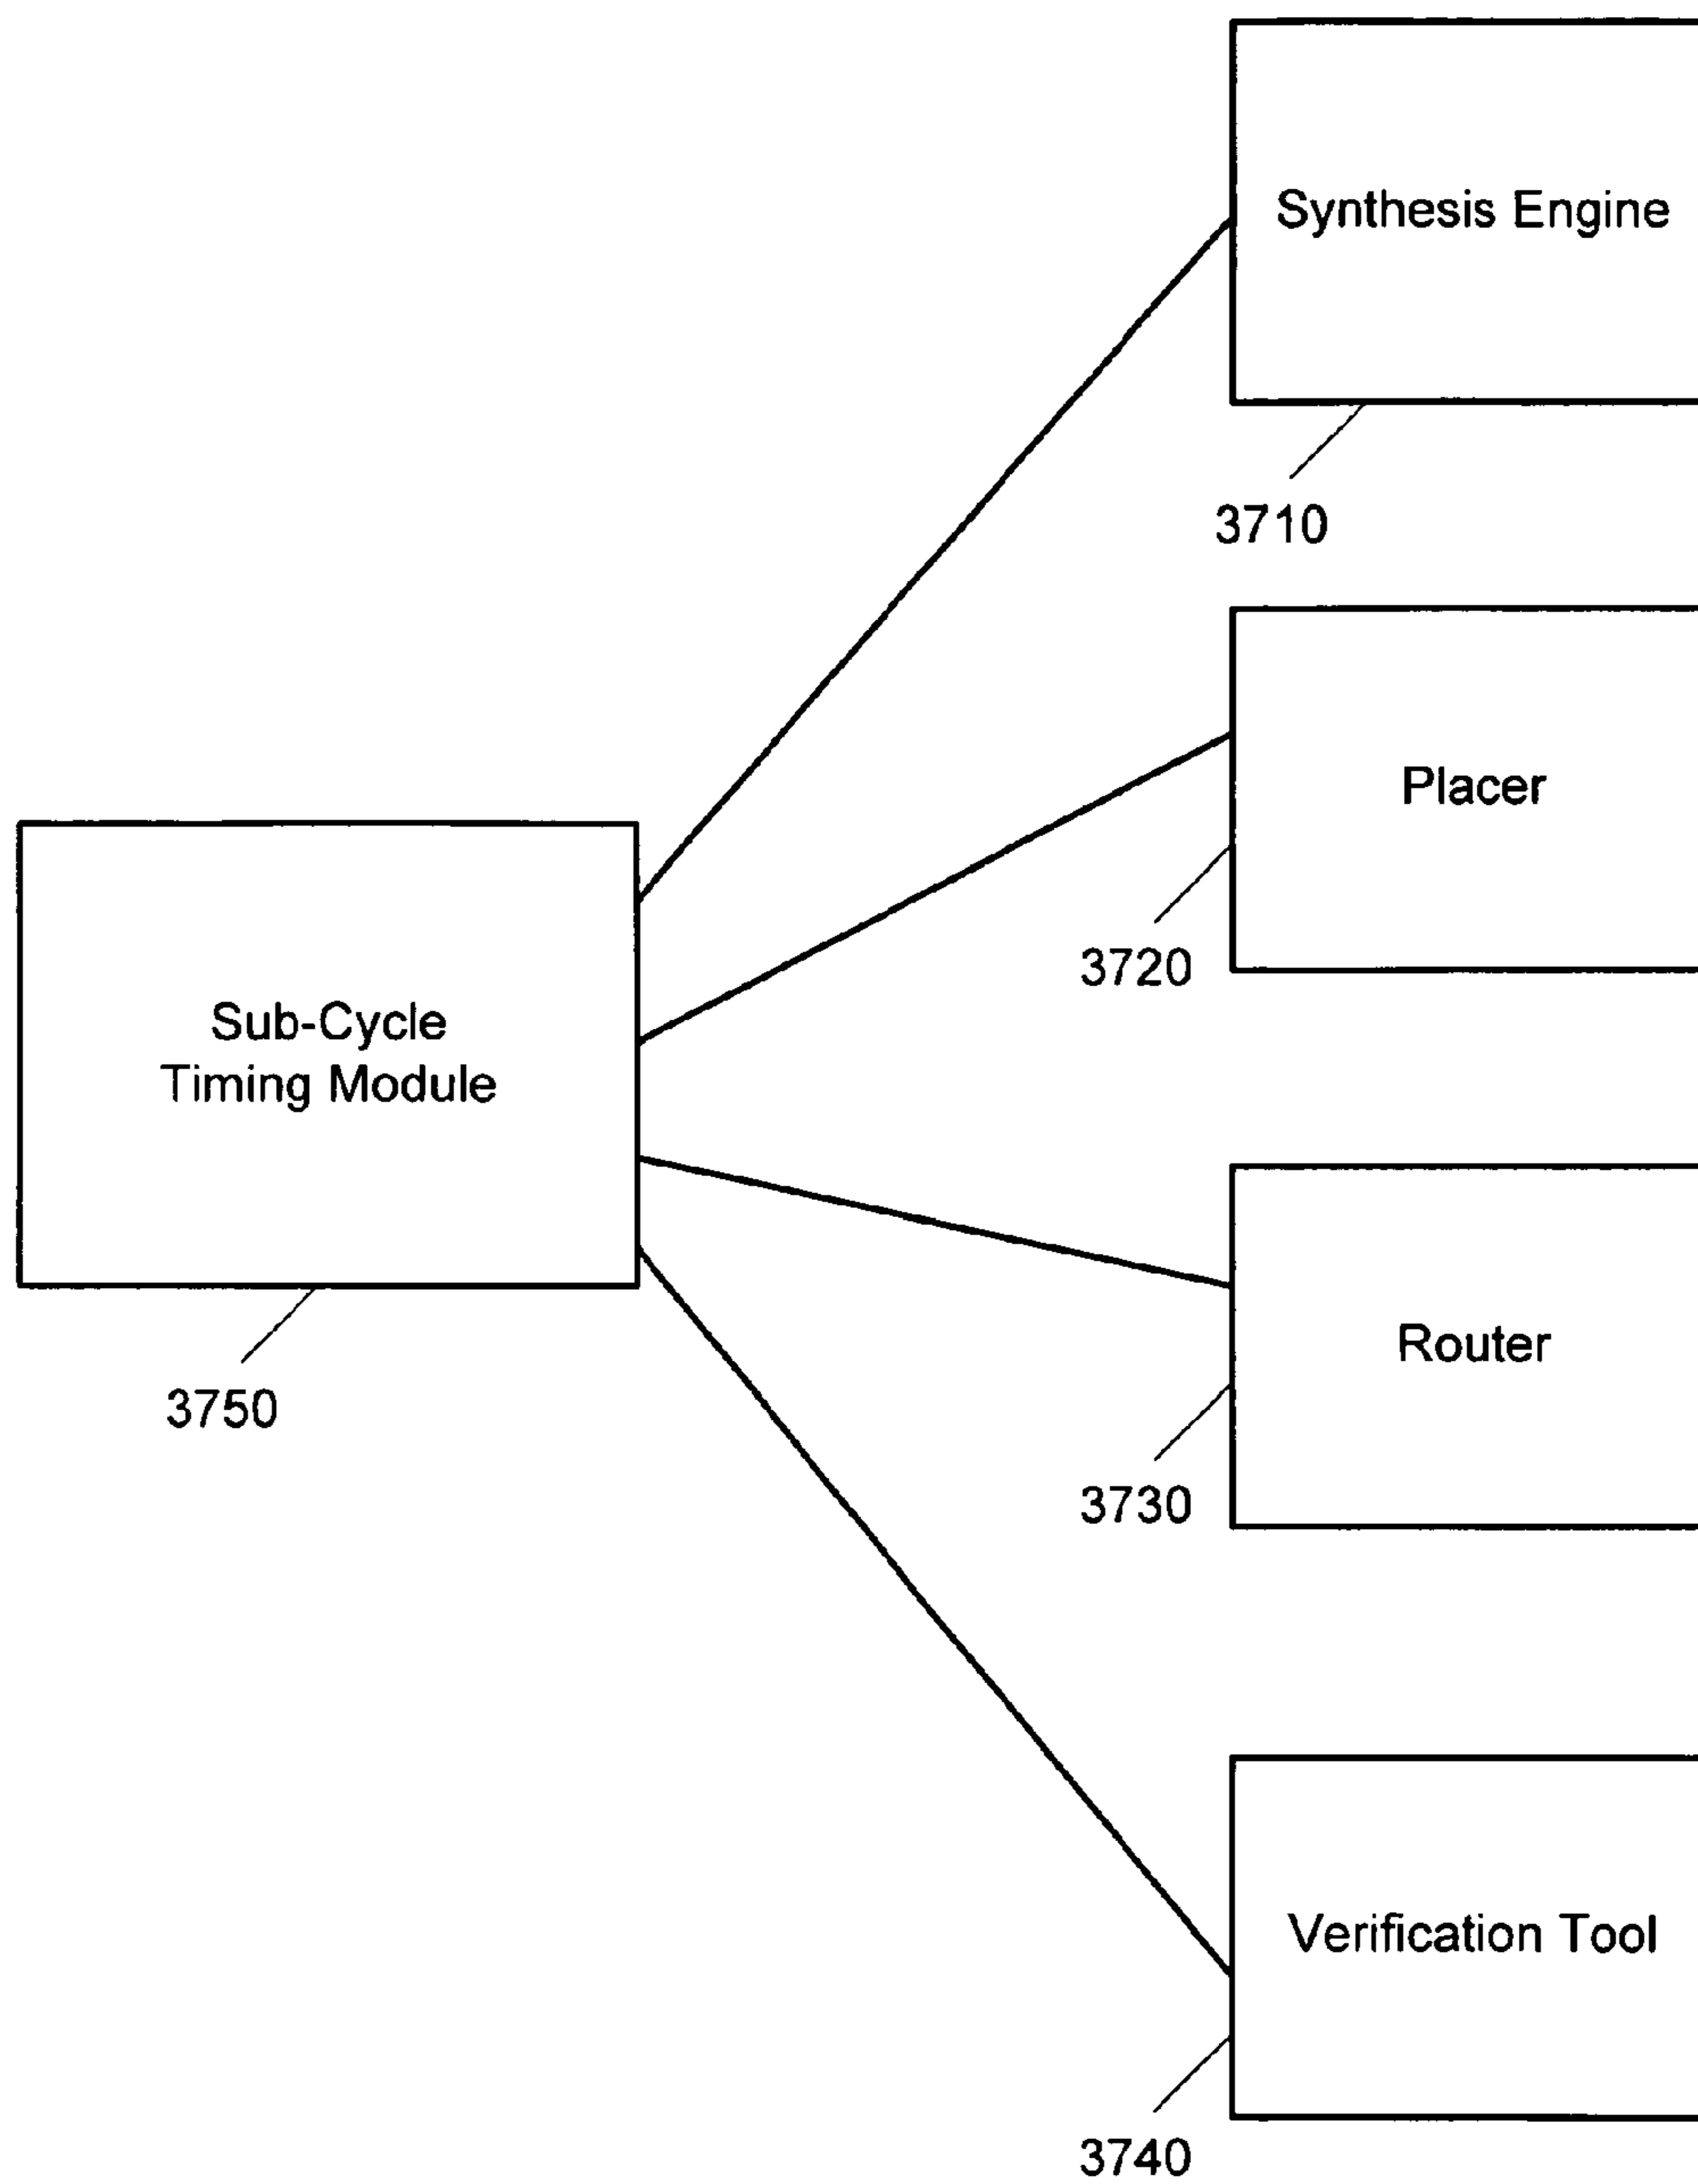 Synthesis Engine
3710
Placer
3720
Sub-Cycle
Timing Module
3750
Router
3730
Verification Tool
3740